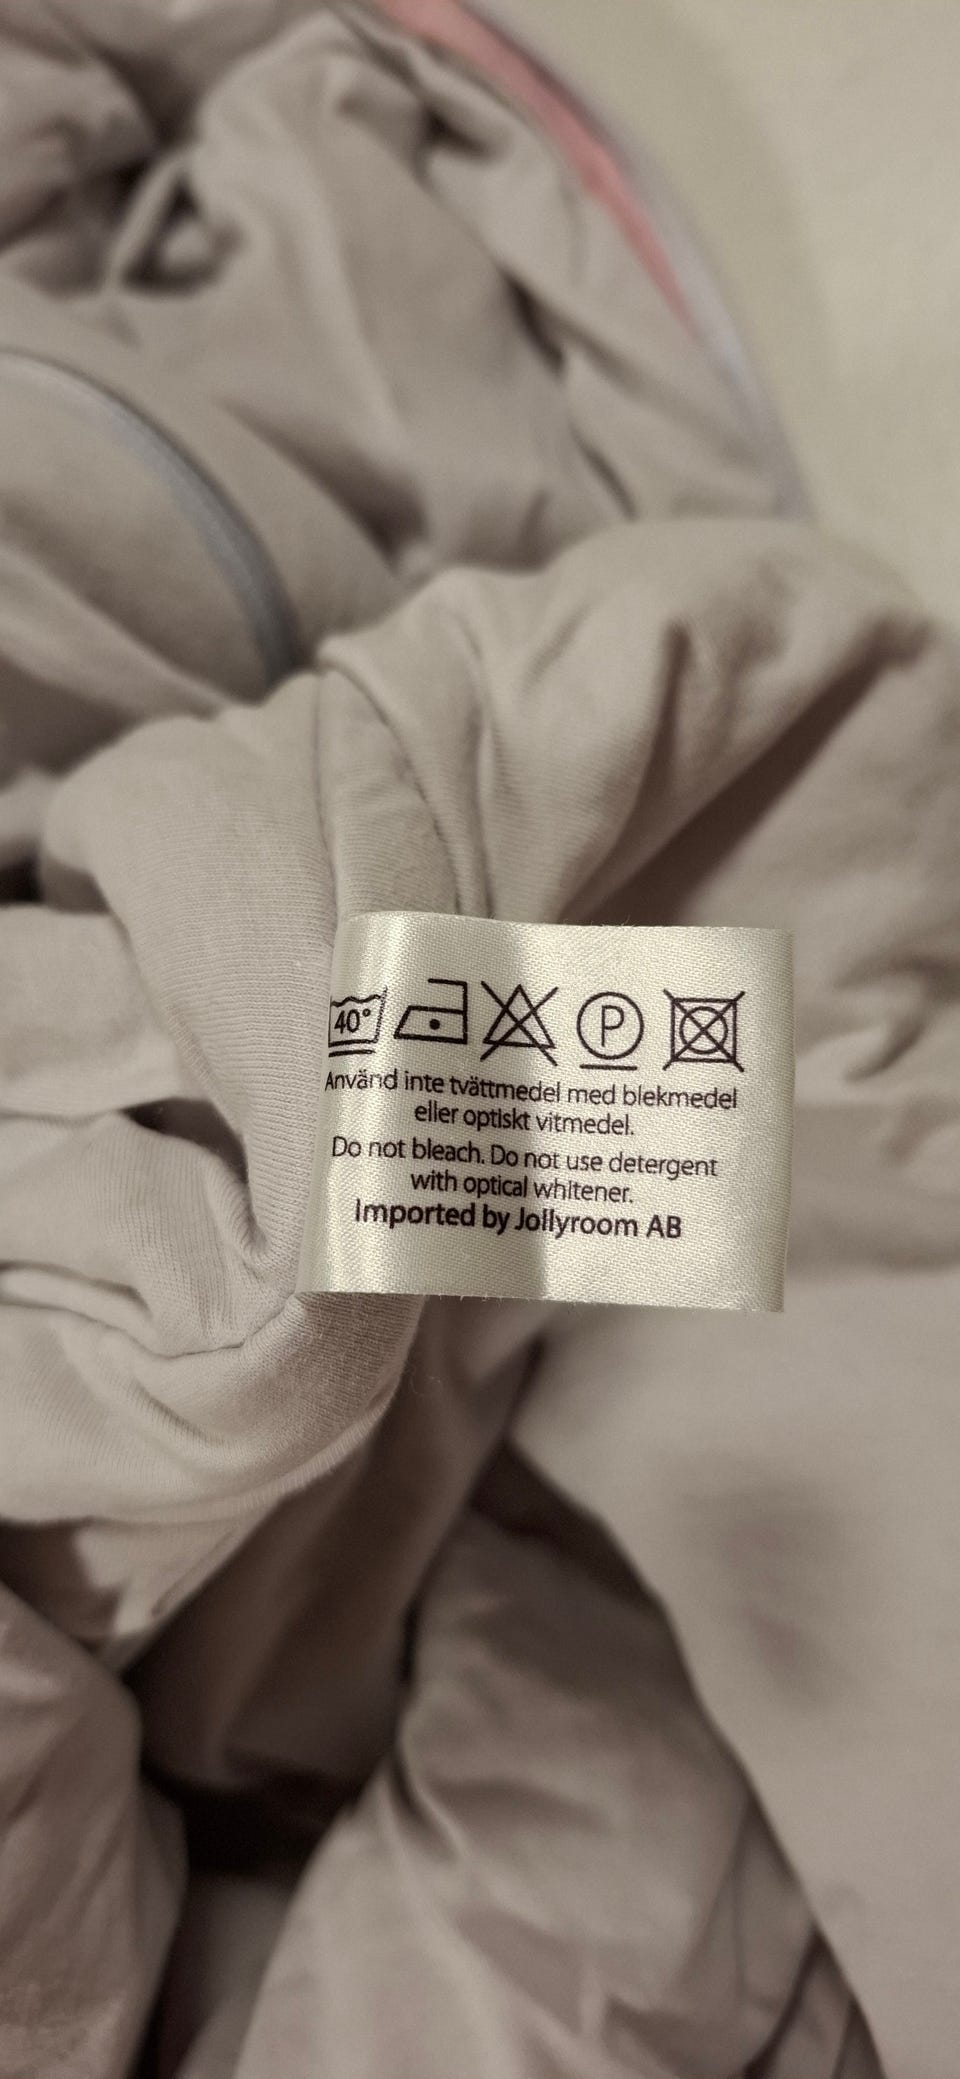 40°
P
Använd inte tvättmedel med blekmedel
eller optiskt vitmedel.
Do not bleach. Do not use detergent
with optical whitener.
Imported by Jollyroom AB